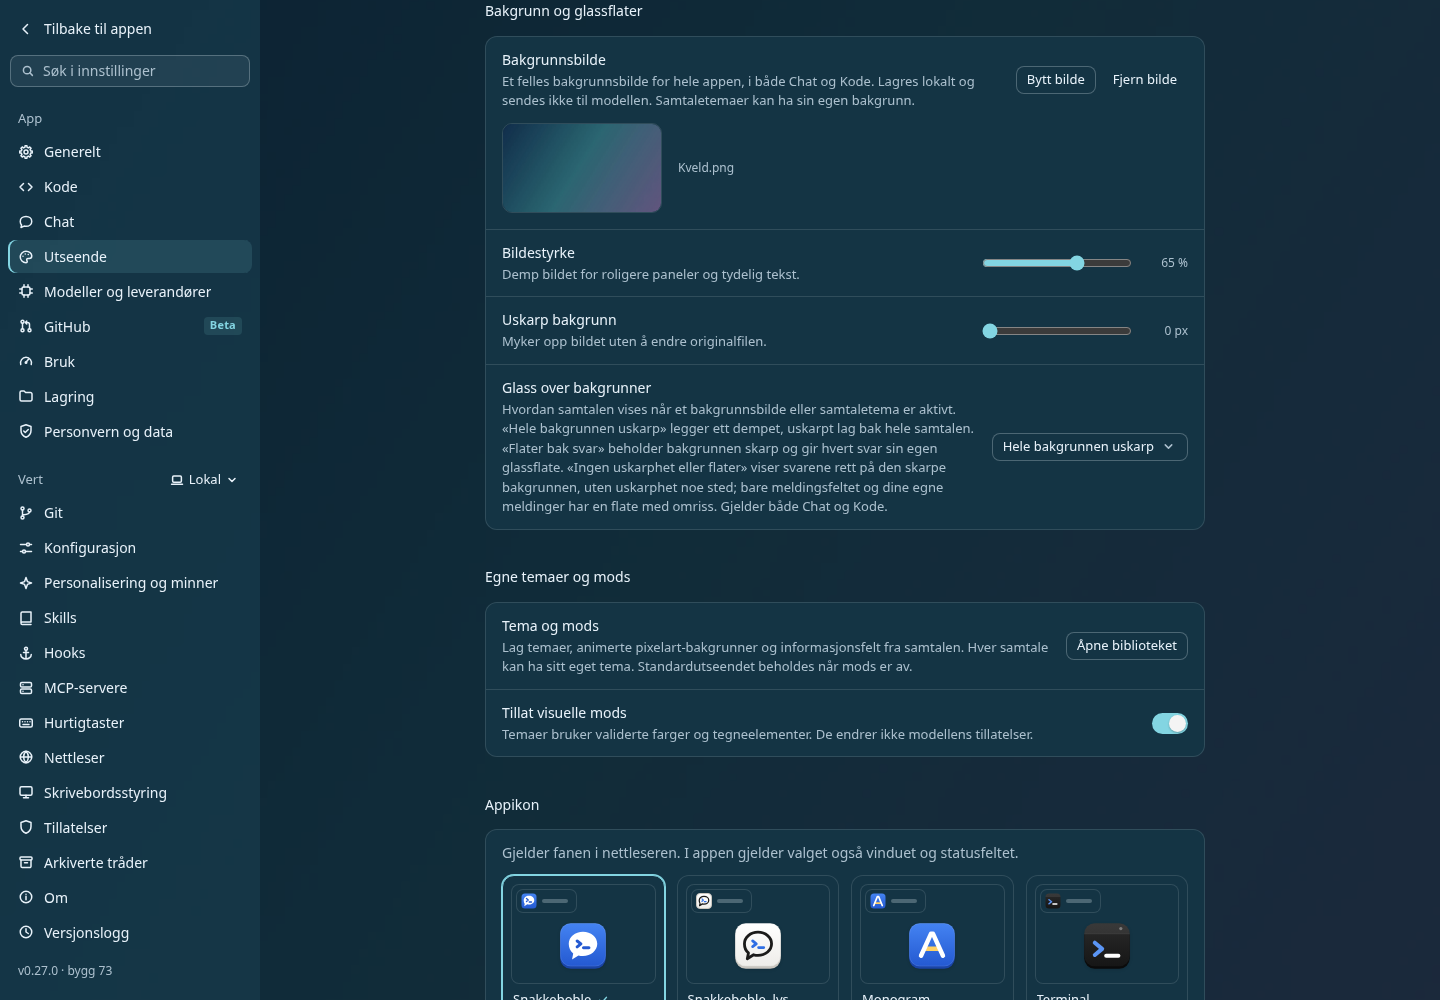 Tilbake til appen
Søk i innstillinger
App
Generelt
Kode
Chat
Utseende
Modeller og leverandører
GitHub
Beta
Bruk
Lagring
Personvern og data
Vert
Lokal
Git
Konfigurasjon
Personalisering og minner
Skills
Hooks
MCP-servere
Hurtigtaster
Nettleser
Skrivebordsstyring
Tillatelser
Arkiverte tråder
Om
Versjonslogg
v0.27.0 · bygg 73
Bakgrunn og glassflater
Bakgrunnsbilde
Et felles bakgrunnsbilde for hele appen, i både Chat og Kode. Lagres lokalt og
sendes ikke til modellen. Samtaletemaer kan ha sin egen bakgrunn.
Bytt bilde
Fjern bilde
Kveld.png
Bildestyrke
Demp bildet for roligere paneler og tydelig tekst.
65 %
Uskarp bakgrunn
Myker opp bildet uten å endre originalfilen.
0 px
Glass over bakgrunner
Hvordan samtalen vises når et bakgrunnsbilde eller samtaletema er aktivt.
«Hele bakgrunnen uskarp» legger ett dempet, uskarpt lag bak hele samtalen.
«Flater bak svar» beholder bakgrunnen skarp og gir hvert svar sin egen
glassflate. «Ingen uskarphet eller flater» viser svarene rett på den skarpe
bakgrunnen, uten uskarphet noe sted; bare meldingsfeltet og dine egne
meldinger har en flate med omriss. Gjelder både Chat og Kode.
Hele bakgrunnen uskarp
Egne temaer og mods
Tema og mods
Lag temaer, animerte pixelart-bakgrunner og informasjonsfelt fra samtalen. Hver samtale
kan ha sitt eget tema. Standardutseendet beholdes når mods er av.
Åpne biblioteket
Tillat visuelle mods
Temaer bruker validerte farger og tegneelementer. De endrer ikke modellens tillatelser.
Appikon
Gjelder fanen i nettleseren. I appen gjelder valget også vinduet og statusfeltet.
Snakkeboble
Snakkeboble, lys
Monogram
Terminal